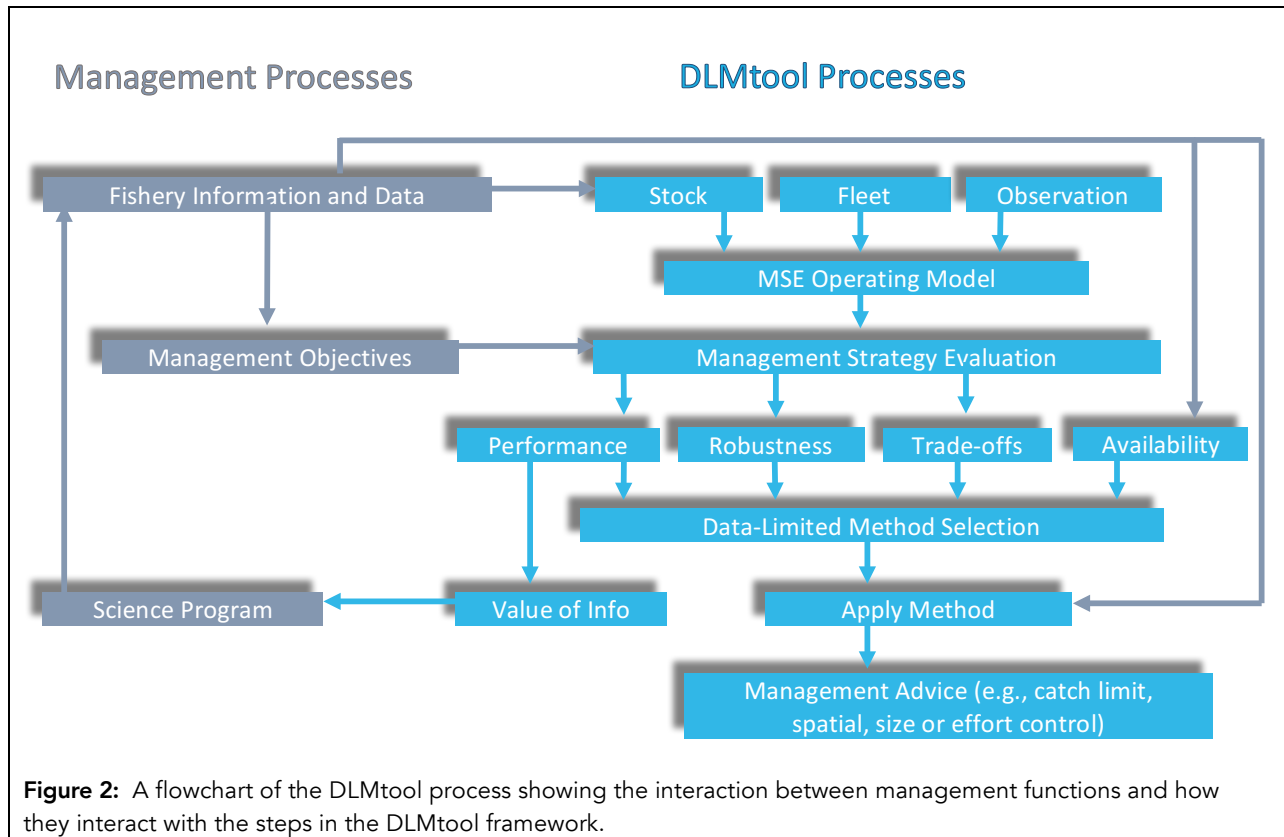 Management Processes
DLMtool Processes
Fishery Information and Data
Stock
Fleet
Observation
MSE Operating Model
Management Objectives
Management Strategy Evaluation
Performance
Robustness
Trade-offs
Availability
Data-Limited Method Selection
Science Program
Value of Info
Apply Method
Management Advice (e.g., catch limit,
spatial, size or effort control)
Figure 2: A flowchart of the DLMtool process showing the interaction between management functions and how
they interact with the steps in the DLMtool framework.